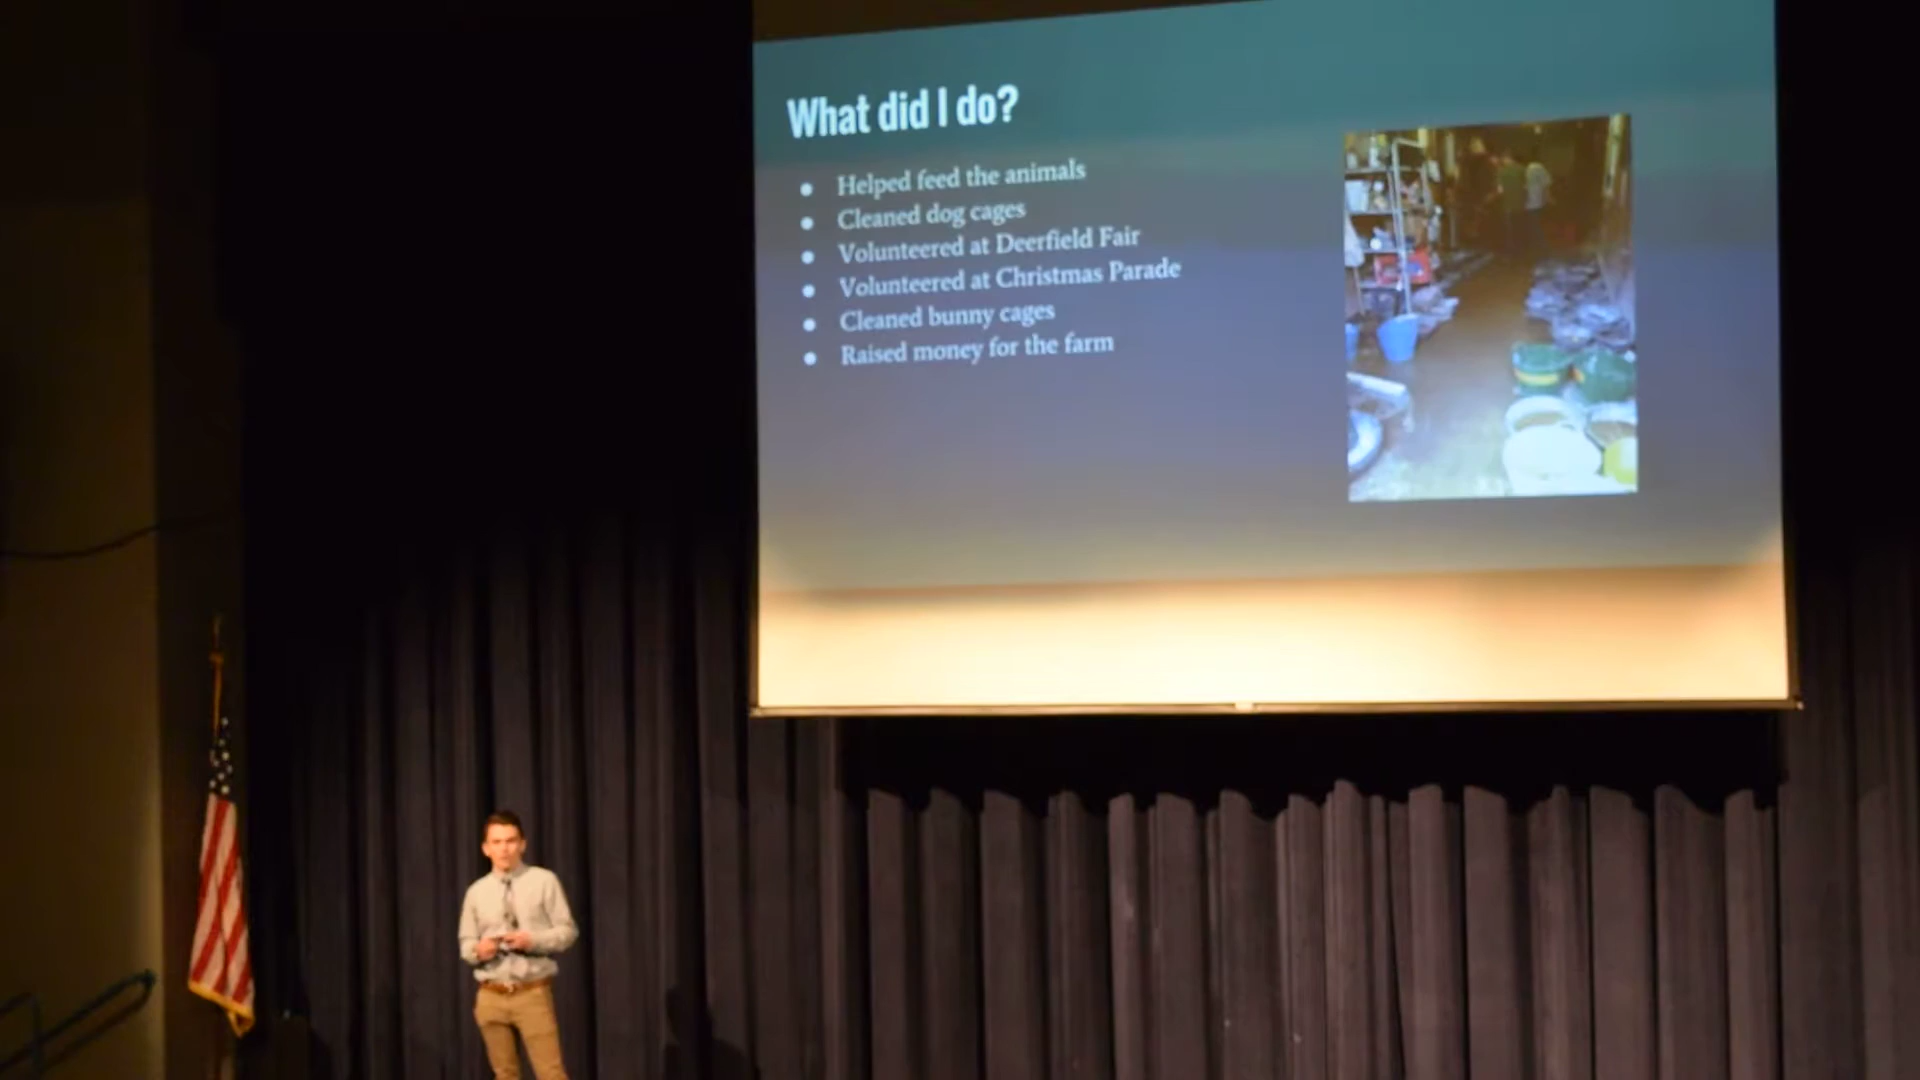 What did I do?
● Helped feed the animals
● Cleaned dog cages
● Volunteered at Deerfield Fair
● Volunteered at Christmas Parade
● Cleaned bunny cages
● Raised money for the farm